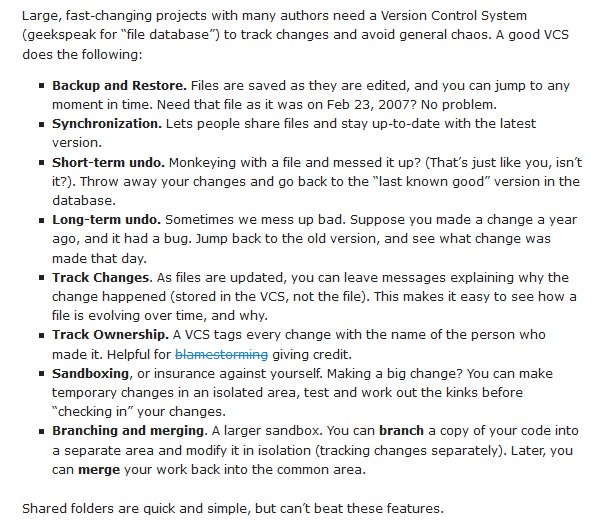 Large, fast-changing projects with many authors need a Version Control System
(geekspeak for “file database”) to track changes and avoid general chaos. A good VCS
does the following:
Backup and Restore. Files are saved as they are edited, and you can jump to any
moment in time. Need that file as it was on Feb 23, 2007? No problem.
Synchronization. Lets people share files and stay up-to-date with the latest
version.
Short-term undo. Monkeying with a file and messed it up? (That’s just like you, isn’t
it?). Throw away your changes and go back to the “last known good” version in the
database.
Long-term undo. Sometimes we mess up bad. Suppose you made a change a year
ago, and it had a bug. Jump back to the old version, and see what change was
made that day.
Track Changes. As files are updated, you can leave messages explaining why the
change happened (stored in the VCS, not the file). This makes it easy to see how a
file is evolving over time, and why.
Track Ownership. A VCS tags every change with the name of the person who
made it. Helpful for blamestorming giving credit.
Sandboxing, or insurance against yourself. Making a big change? You can make
temporary changes in an isolated area, test and work out the kinks before
“checking in” your changes.
Branching and merging. A larger sandbox. You can branch a copy of your code into
a separate area and modify it in isolation (tracking changes separately). Later, you
can merge your work back into the common area.
Shared folders are quick and simple, but can’t beat these features.